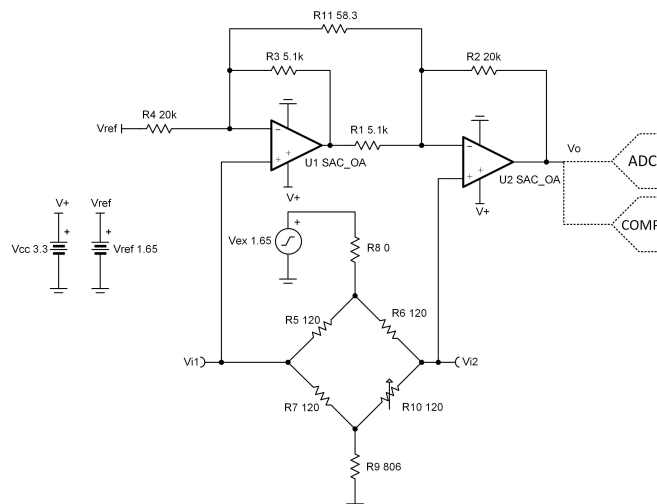 R11 58.3
R3 5.1k
R2 20k
Vref
R4 20k
R1 5.1k
−
+
+
−
+
+
U1 SAC_OA
U2 SAC_OA
V+
V+
Vo
ADC
COMP
V+
Vref
+
+
Vcc 3.3
Vref 1.65
Vex 1.65
+
R8 0
R5 120
R6 120
Vi1
Vi2
R7 120
R10 120
R9 806